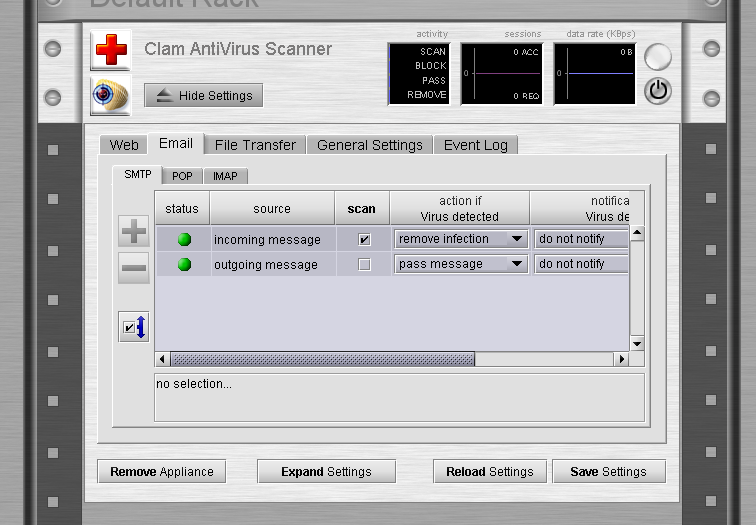 Default Rack
Clam AntiVirus Scanner
Hide Settings
activity
SCAN
BLOCK
PASS
REMOVE
sessions
0 ACC
0
0 REQ
data rate (KBps)
0 B
0
Web Email File Transfer General Settings Event Log
SMTP POP IMAP
status source scan action if Virus detected notifica Virus de
incoming message remove infection do not notify
outgoing message pass message do not notify
no selection...
Remove Appliance Expand Settings Reload Settings Save Settings